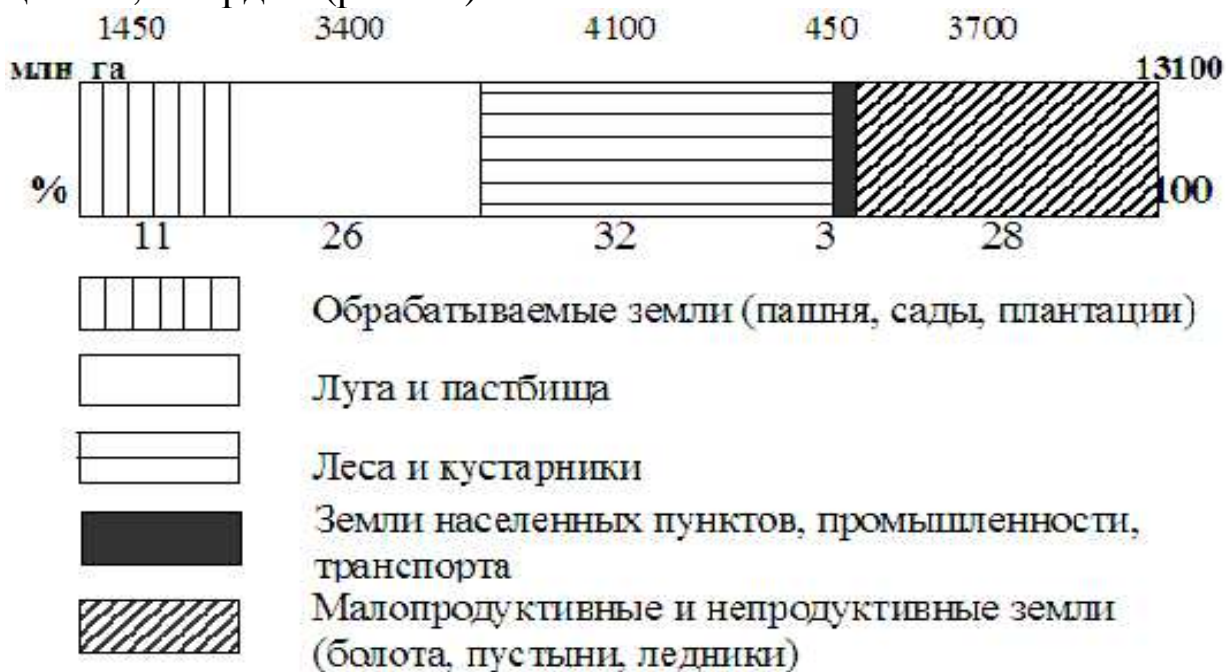 1450 3400 4100 450 3700
млн га 13100
% 100
11 26 32 3 28
Обрабатываемые земли (пашня, сады, плантации)
Луга и пастбища
Леса и кустарники
Земли населенных пунктов, промышленности,
транспорта
Малопродуктивные и непродуктивные земли
(болота, пустыни, ледники)